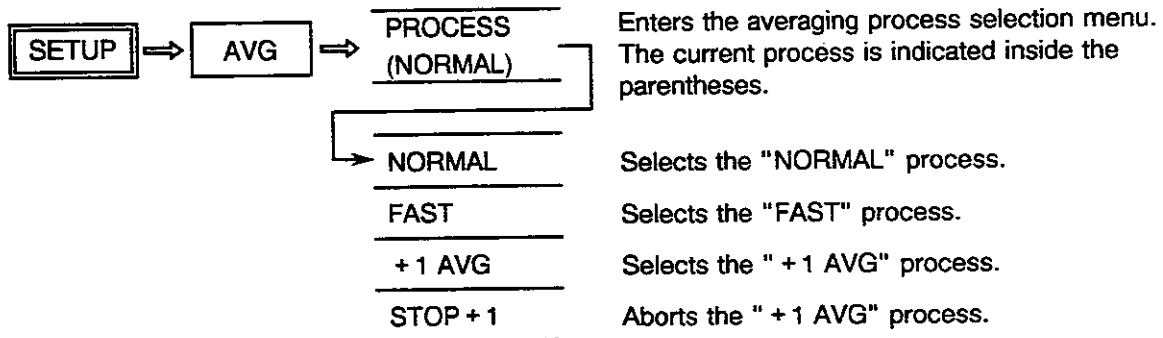 SETUP ⇒ AVG ⇒ PROCESS
(NORMAL)
Enters the averaging process selection menu.
The current process is indicated inside the
parentheses.
NORMAL Selects the "NORMAL" process.
FAST Selects the "FAST" process.
+1 AVG Selects the "+1 AVG" process.
STOP+1 Aborts the "+1 AVG" process.